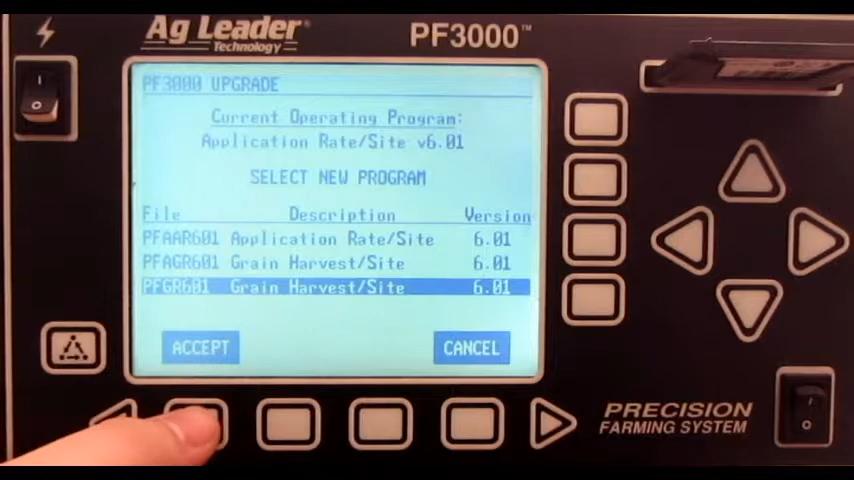 Ag Leader
Technology
PF3000™
PF3000 UPGRADE
Current Operating Program:
Application Rate/Site v6.01
SELECT NEW PROGRAM
File Description Version
PFAAR601 Application Rate/Site 6.01
PFAGR601 Grain Harvest/Site 6.01
PFGR601 Grain Harvest/Site 6.01
ACCEPT CANCEL
PRECISION
FARMING SYSTEM